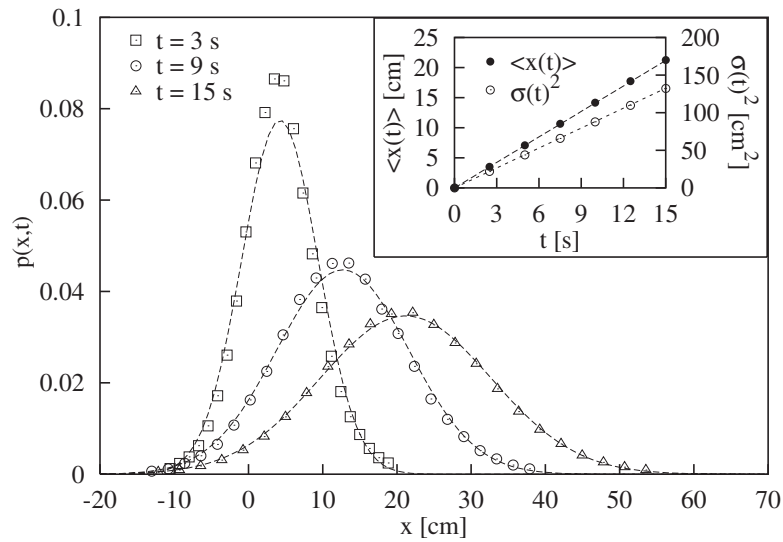 0.1
0.08
0.06
0.04
0.02
0
p(x,t)
-20 -10 0 10 20 30 40 50 60 70
x [cm]
t = 3 s
t = 9 s
t = 15 s
25
20
15
10
5
0
<x(t)> [cm]
<x(t)>
σ(t)²
200
150
100
50
0
σ(t)² [cm²]
0 3 6 9 12 15
t [s]